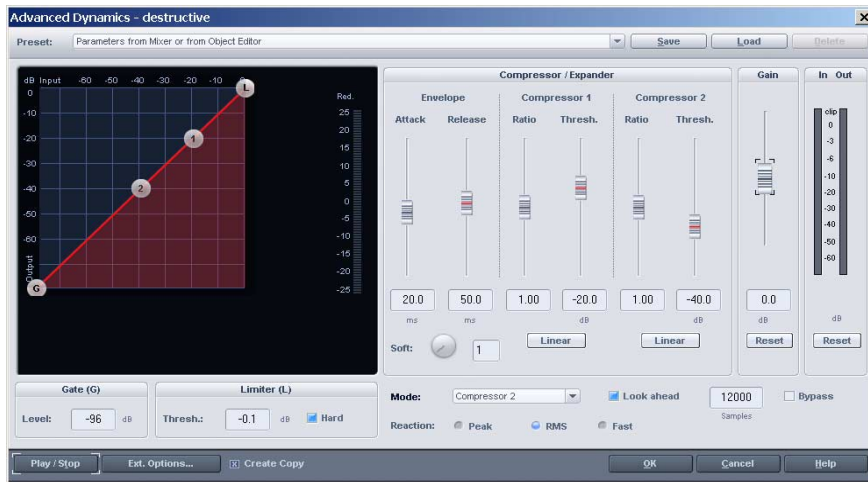 Advanced Dynamics - destructive
Preset: Parameters from Mixer or from Object Editor Save Load Delete
dB Input -60 -50 -40 -30 -20 -10 0
0
-10
-20
-30
-40
-50
-60
Output
L
1
2
G
Red.
25
20
15
10
5
0
-5
-10
-15
-20
-25
Compressor / Expander
Envelope Compressor 1 Compressor 2
Attack Release Ratio Thresh. Ratio Thresh.
20.0 50.0 1.00 -20.0 1.00 -40.0
ms ms dB dB
Soft: 1 Linear Linear
Gain
0.0
dB
Reset
In Out
clip
0
-3
-6
-10
-20
-30
-40
-50
-60
dB
Reset
Gate (G)
Level: -96 dB
Limiter (L)
Thresh.: -0.1 dB Hard
Mode: Compressor 2 Look ahead 12000 Bypass
Samples
Reaction: Peak RMS Fast
Play / Stop Ext. Options... Create Copy OK Cancel Help